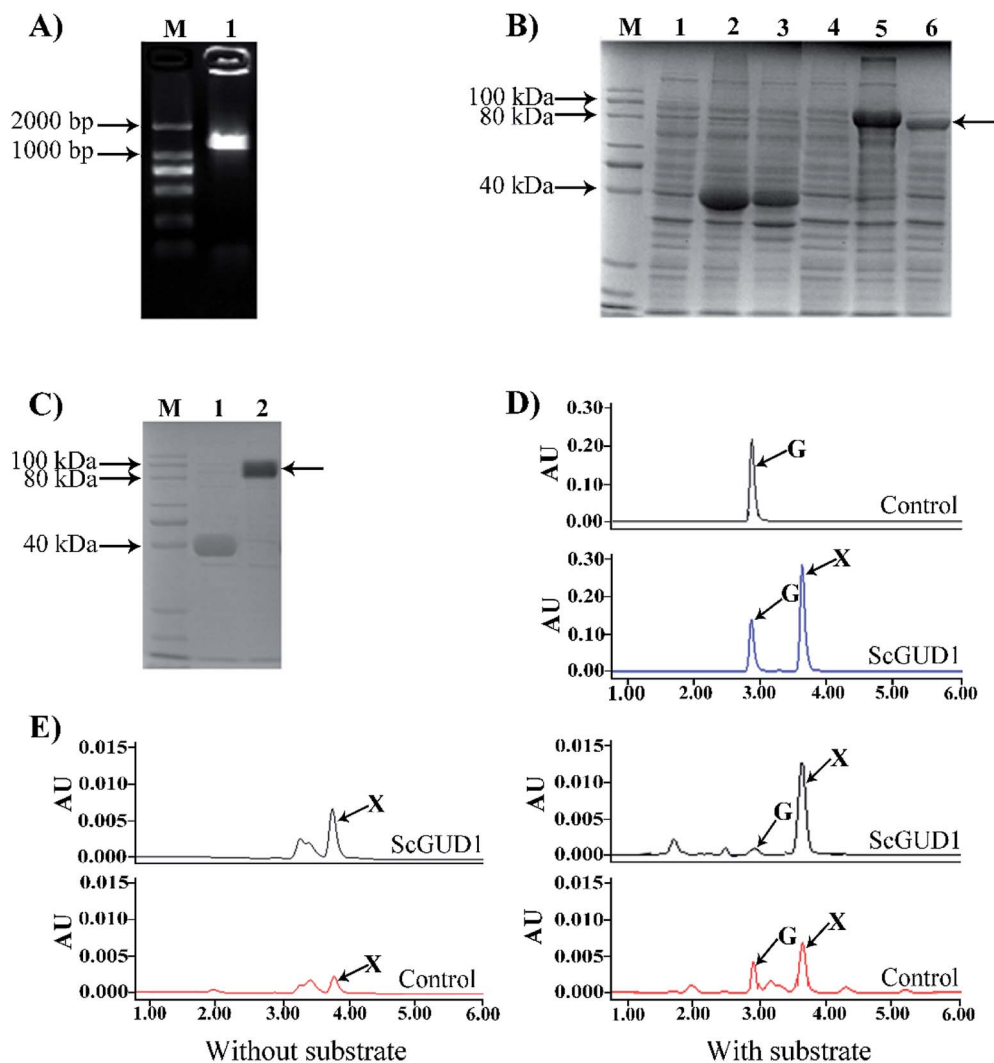 A)
M 1
2000 bp
1000 bp
B)
M 1 2 3 4 5 6
100 kDa
80 kDa
40 kDa
C)
M 1 2
100 kDa
80 kDa
40 kDa
D)
0.30
0.20
0.10
0.00
AU
G
Control
0.30
0.20
0.10
0.00
AU
G
X
ScGUD1
1.00 2.00 3.00 4.00 5.00 6.00
E)
0.015
0.010
0.005
0.000
AU
X
ScGUD1
0.015
0.010
0.005
0.000
AU
X
Control
1.00 2.00 3.00 4.00 5.00 6.00
Without substrate
0.015
0.010
0.005
0.000
AU
G
X
ScGUD1
0.015
0.010
0.005
0.000
AU
G
X
Control
1.00 2.00 3.00 4.00 5.00 6.00
With substrate